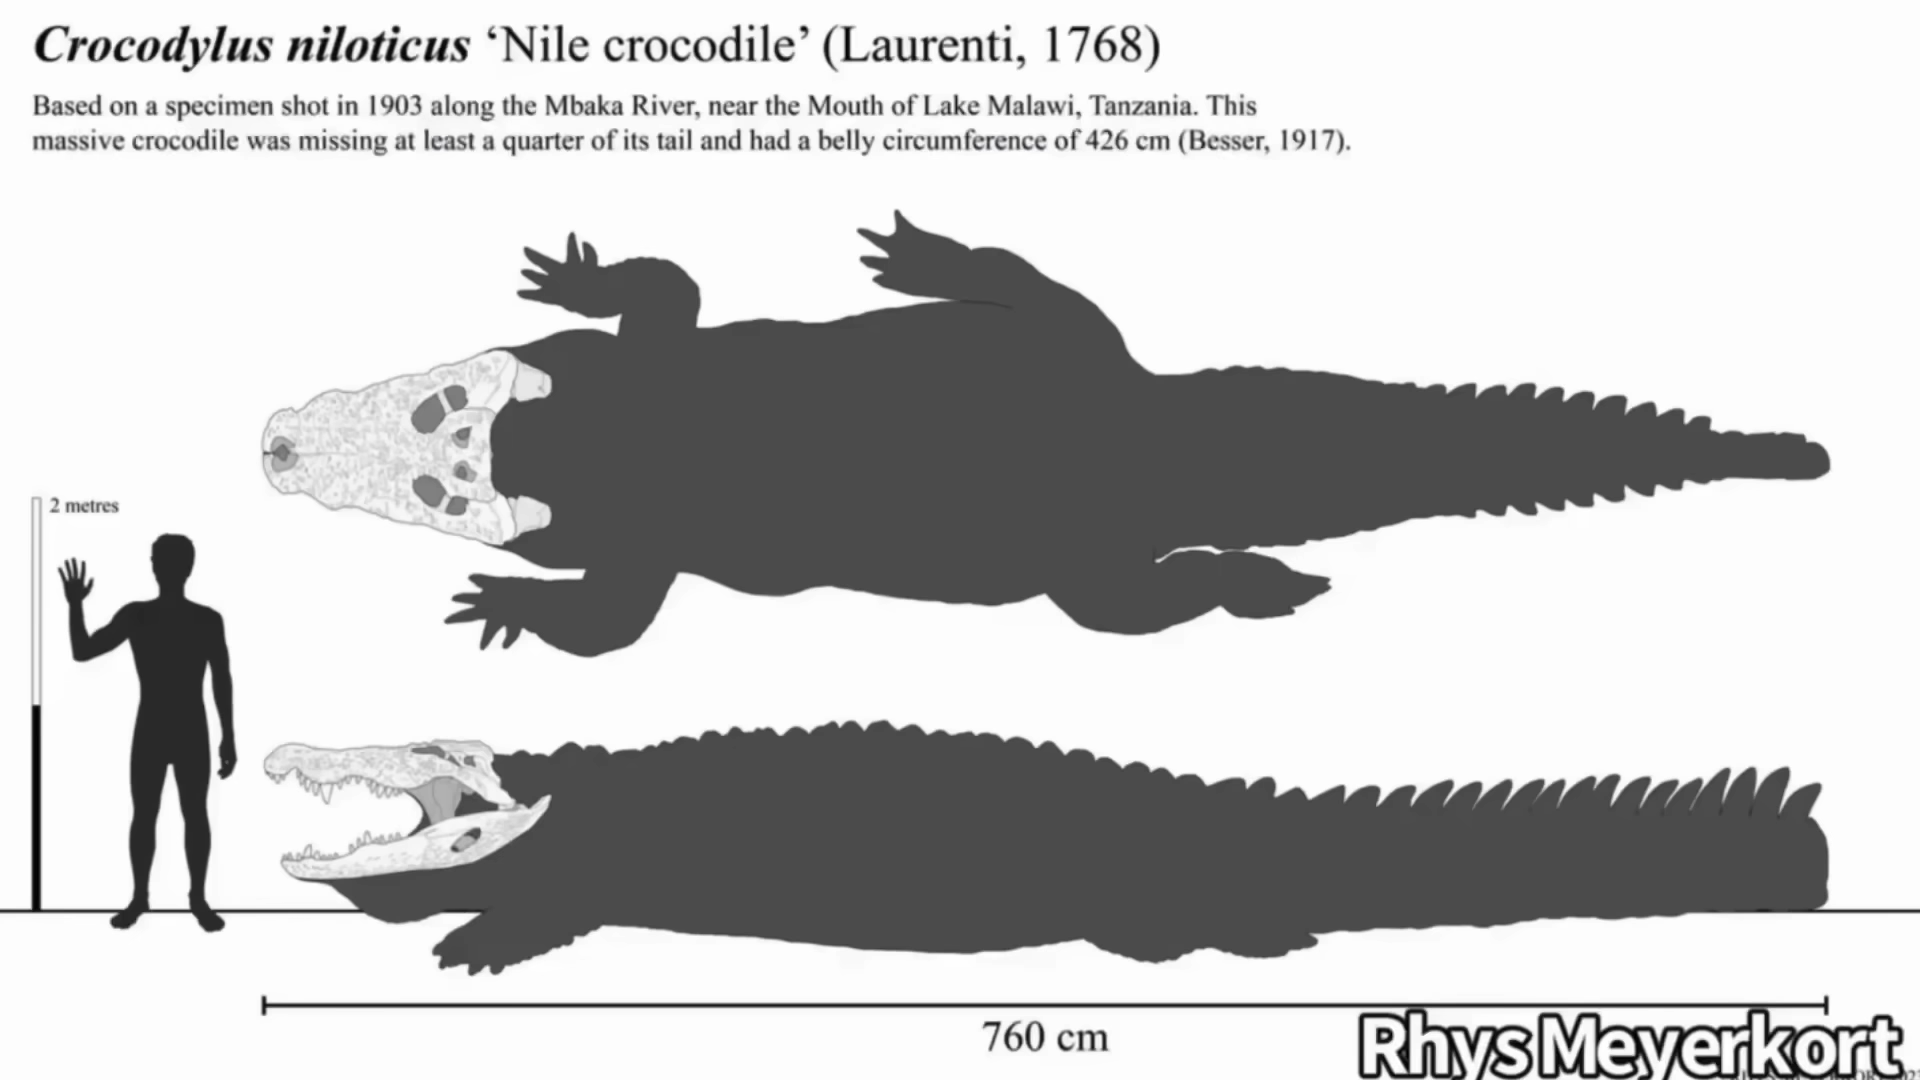 Crocodylus niloticus ‘Nile crocodile’ (Laurenti, 1768)
Based on a specimen shot in 1903 along the Mbaka River, near the Mouth of Lake Malawi, Tanzania. This
massive crocodile was missing at least a quarter of its tail and had a belly circumference of 426 cm (Besser, 1917).
2 metres
760 cm
Rhys Meyerkort